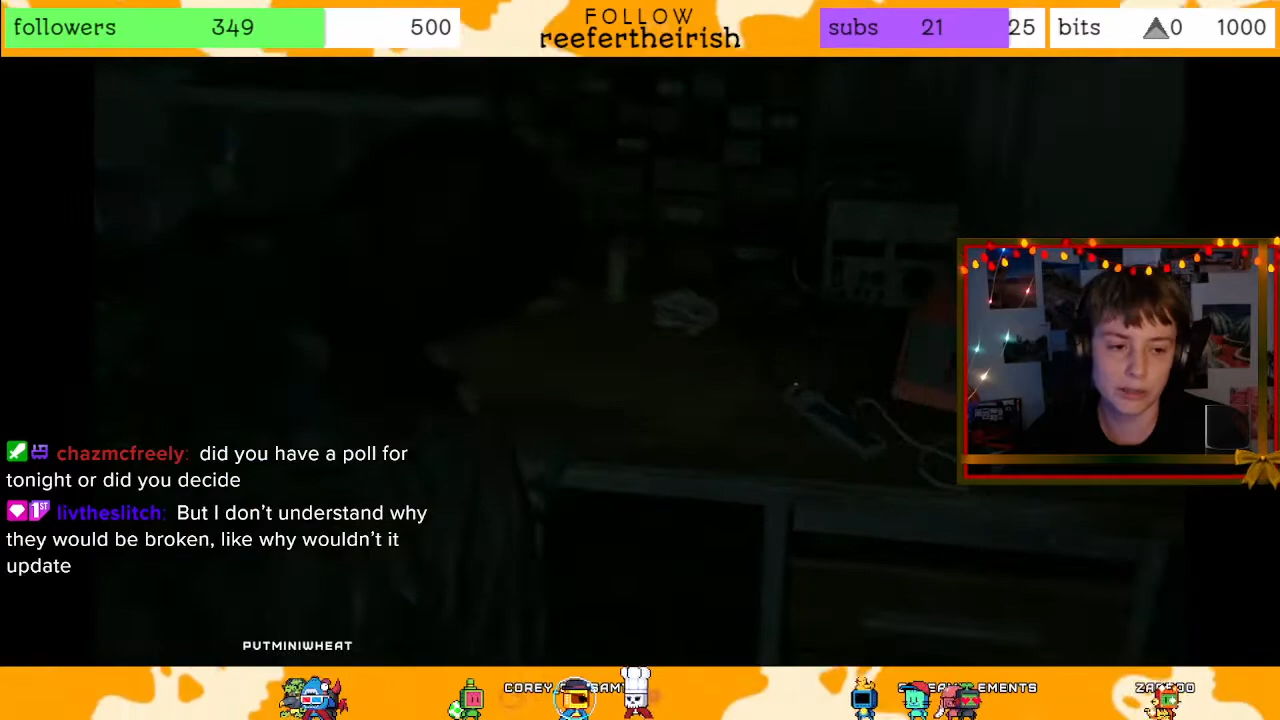 followers 349 500
FOLLOW
reefertheirish
subs 21 25
bits 0 1000
chazmcfreely: did you have a poll for
tonight or did you decide
1ST livtheslitch: But I don't understand why
they would be broken, like why wouldn't it
update
PUTMINIWHEAT
COREY